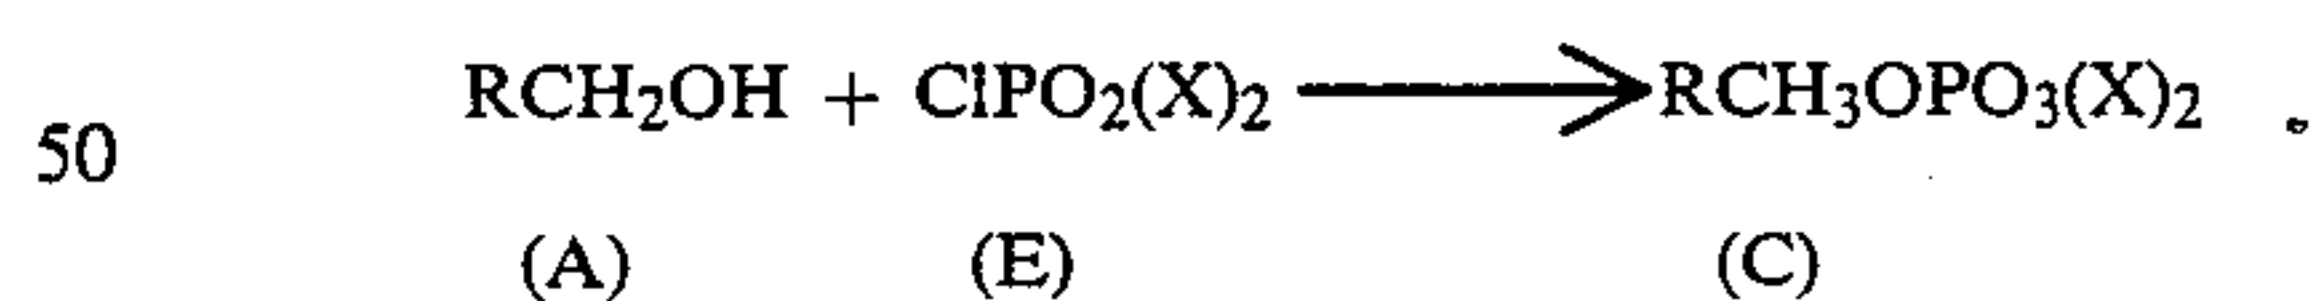 RCH₂OH + ClPO₂(X)₂ ⟶ RCH₃OPO₃(X)₂ .
50
(A) (E) (C)